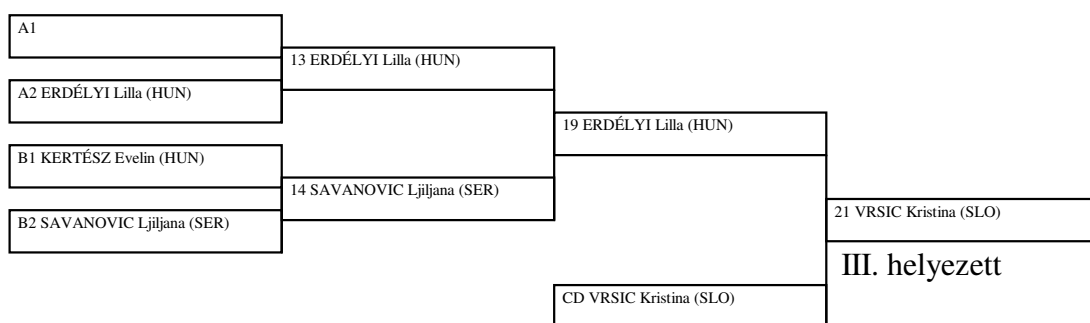 A1
13 ERDÉLYI Lilla (HUN)
A2 ERDÉLYI Lilla (HUN)
19 ERDÉLYI Lilla (HUN)
B1 KERTÉSZ Evelin (HUN)
14 SAVANOVIC Ljiljana (SER)
B2 SAVANOVIC Ljiljana (SER)
21 VRSIC Kristina (SLO)
III. helyezett
CD VRSIC Kristina (SLO)